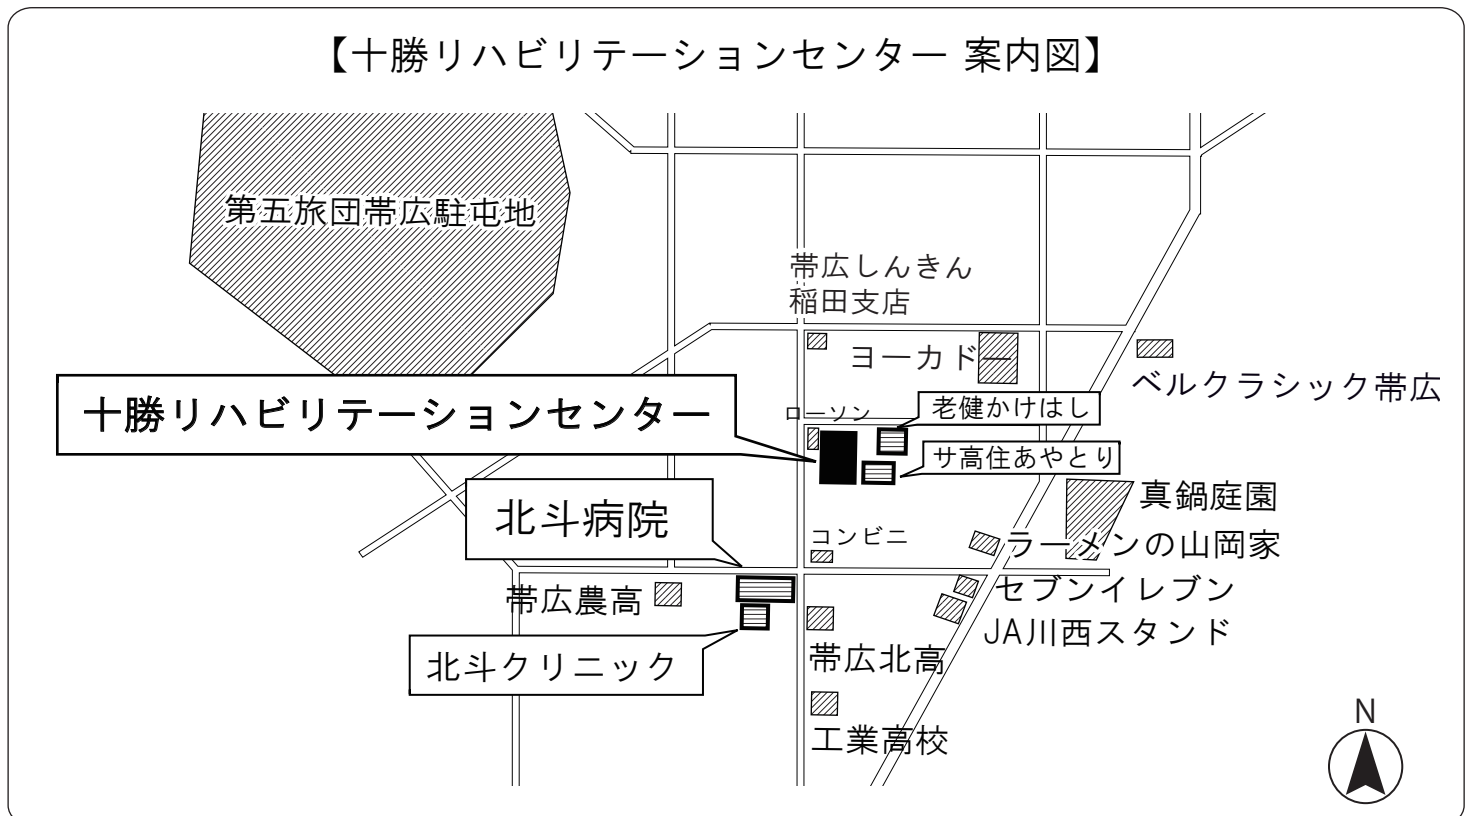 【十勝リハビリテーションセンター 案内図】
第五旅団帯広駐屯地
帯広しんきん
稲田支店
ヨーカドー
ベルクラシック帯広
十勝リハビリテーションセンター
ローソン
老健かけはし
サ高住あやとり
真鍋庭園
北斗病院
コンビニ
ラーメンの山岡家
帯広農高
セブンイレブン
JA川西スタンド
北斗クリニック
帯広北高
工業高校
N